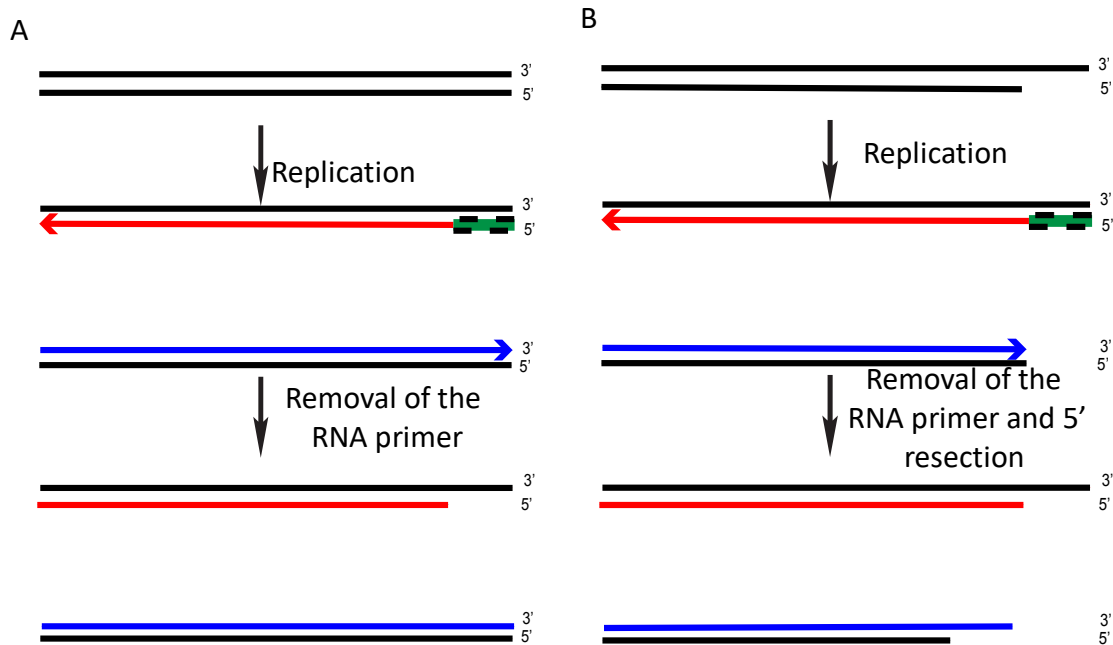 A
3'
5'
Replication
3'
5'
3'
5'
Removal of the
RNA primer
3'
5'
3'
5'
B
3'
5'
Replication
3'
5'
3'
5'
Removal of the
RNA primer and 5'
resection
3'
5'
3'
5'